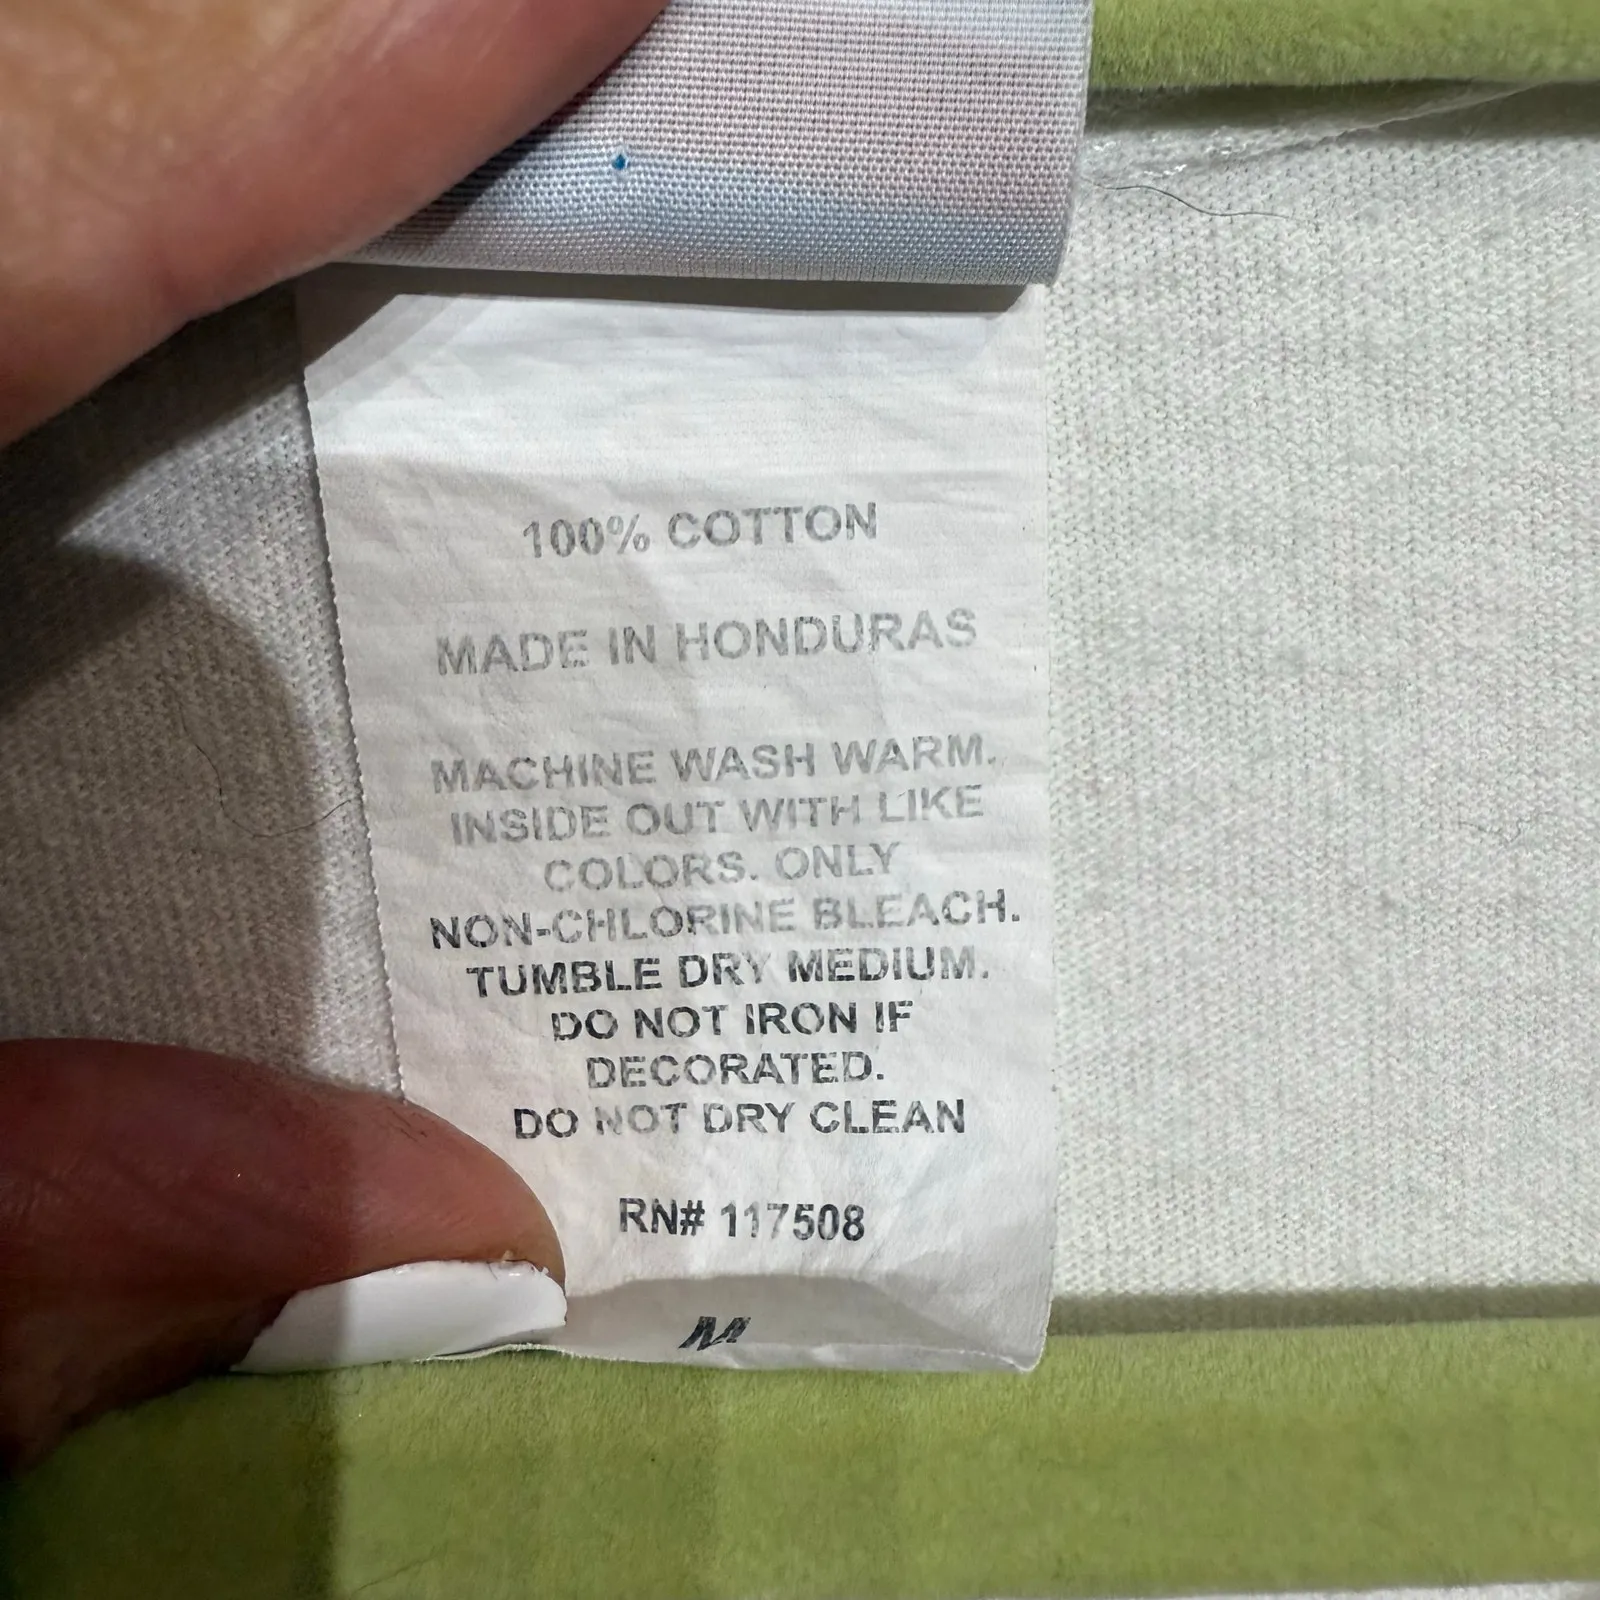 100% COTTON
MADE IN HONDURAS
MACHINE WASH WARM.
INSIDE OUT WITH LIKE
COLORS. ONLY
NON-CHLORINE BLEACH.
TUMBLE DRY MEDIUM.
DO NOT IRON IF
DECORATED.
DO NOT DRY CLEAN
RN# 117508
M